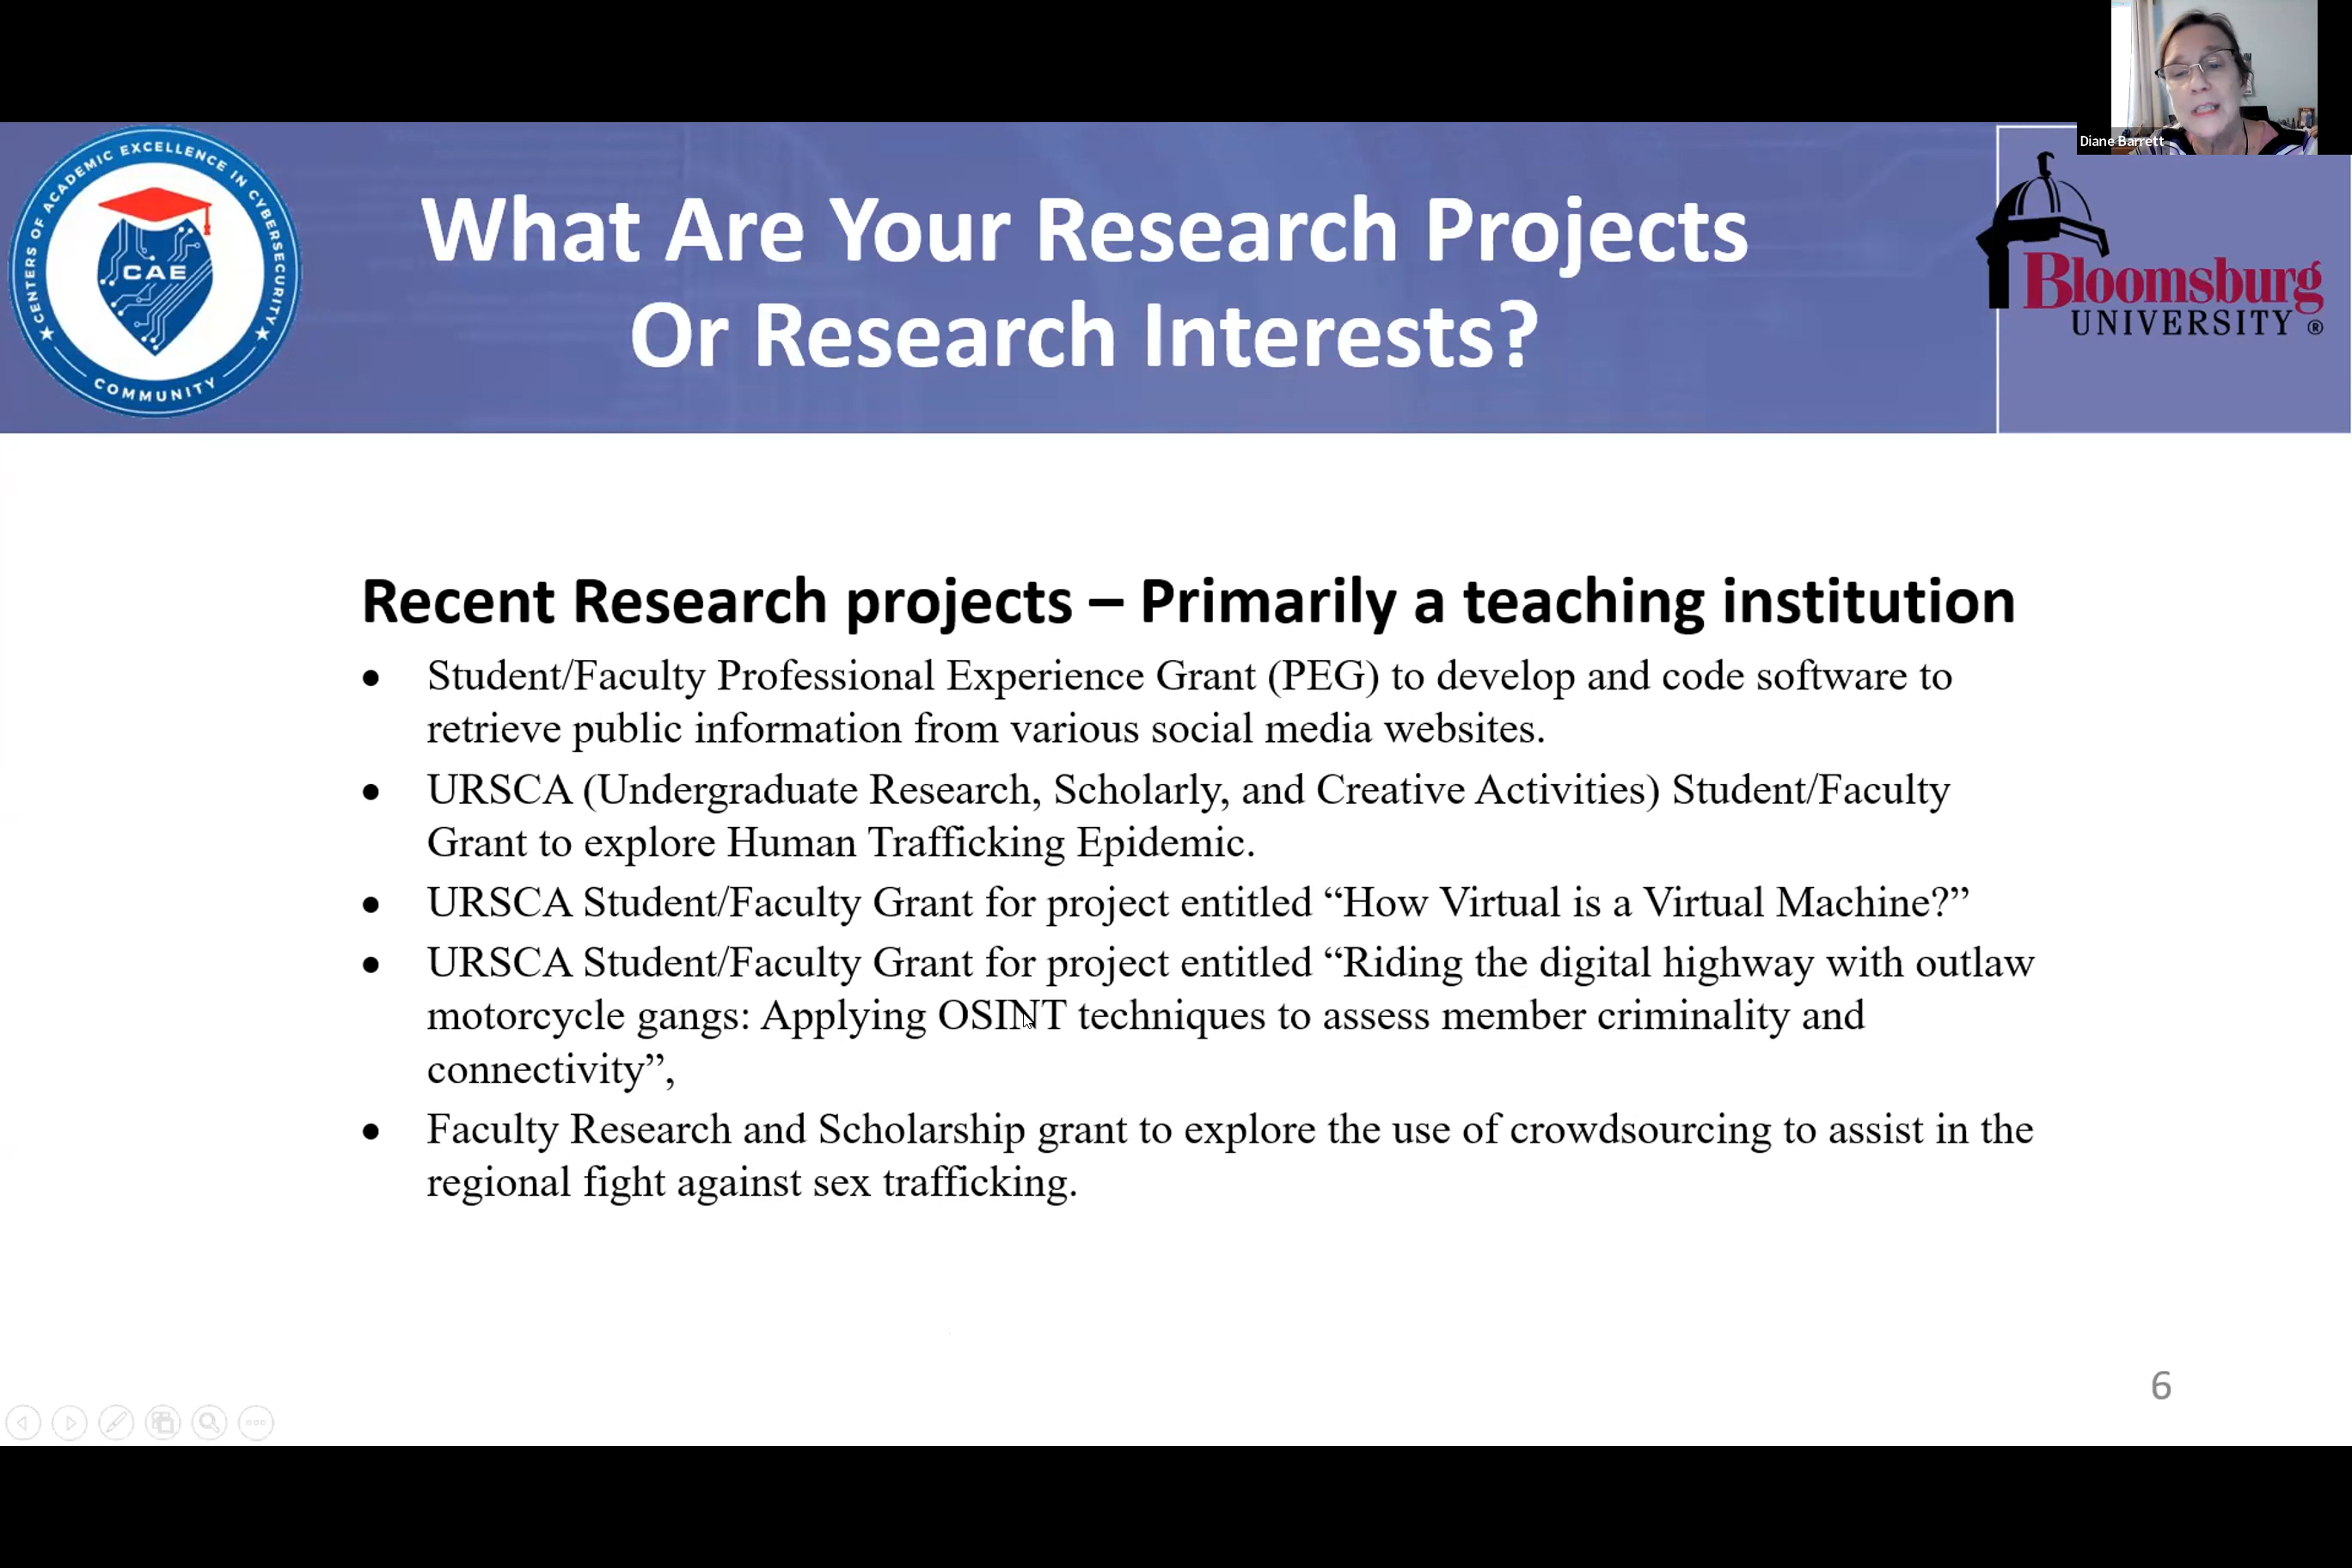 Diane Barrett
CENTERS OF ACADEMIC EXCELLENCE IN CYBERSECURITY
CAE
COMMUNITY
What Are Your Research Projects
Or Research Interests?
Bloomsburg
UNIVERSITY ®
Recent Research projects – Primarily a teaching institution
• Student/Faculty Professional Experience Grant (PEG) to develop and code software to
retrieve public information from various social media websites.
• URSCA (Undergraduate Research, Scholarly, and Creative Activities) Student/Faculty
Grant to explore Human Trafficking Epidemic.
• URSCA Student/Faculty Grant for project entitled “How Virtual is a Virtual Machine?”
• URSCA Student/Faculty Grant for project entitled “Riding the digital highway with outlaw
motorcycle gangs: Applying OSINT techniques to assess member criminality and
connectivity”,
• Faculty Research and Scholarship grant to explore the use of crowdsourcing to assist in the
regional fight against sex trafficking.
6